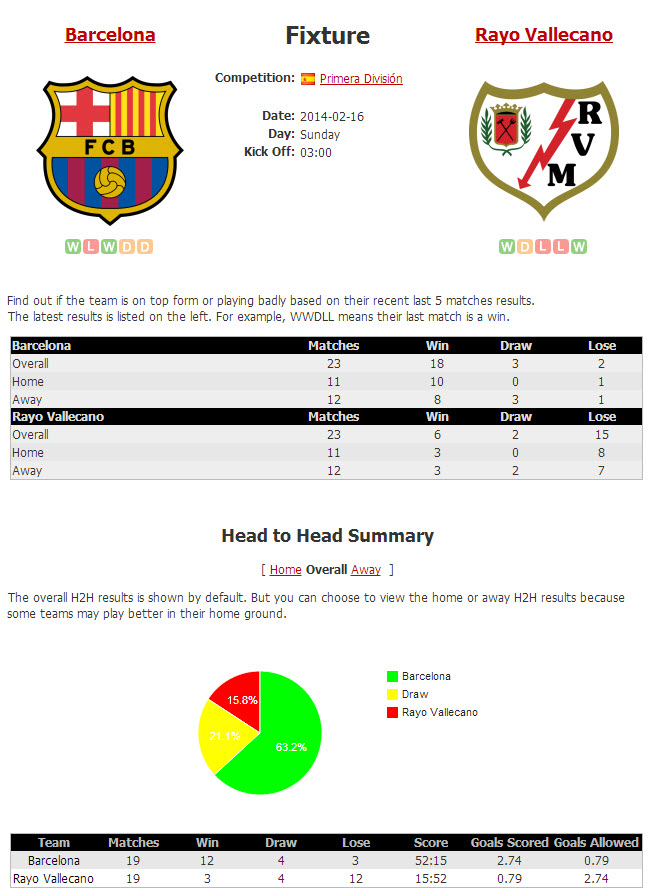 Barcelona
Fixture
Rayo Vallecano
Competition: Primera División
Date: 2014-02-16
Day: Sunday
Kick Off: 03:00
FCB
R
V
M
W L W D D
W D L L W
Find out if the team is on top form or playing badly based on their recent last 5 matches results.
The latest results is listed on the left. For example, WWDLL means their last match is a win.
Barcelona Matches Win Draw Lose
Overall 23 18 3 2
Home 11 10 0 1
Away 12 8 3 1
Rayo Vallecano Matches Win Draw Lose
Overall 23 6 2 15
Home 11 3 0 8
Away 12 3 2 7
Head to Head Summary
[ Home Overall Away ]
The overall H2H results is shown by default. But you can choose to view the home or away H2H results because
some teams may play better in their home ground.
Barcelona
Draw
Rayo Vallecano
15.8%
21.1%
63.2%
Team Matches Win Draw Lose Score Goals Scored Goals Allowed
Barcelona 19 12 4 3 52:15 2.74 0.79
Rayo Vallecano 19 3 4 12 15:52 0.79 2.74